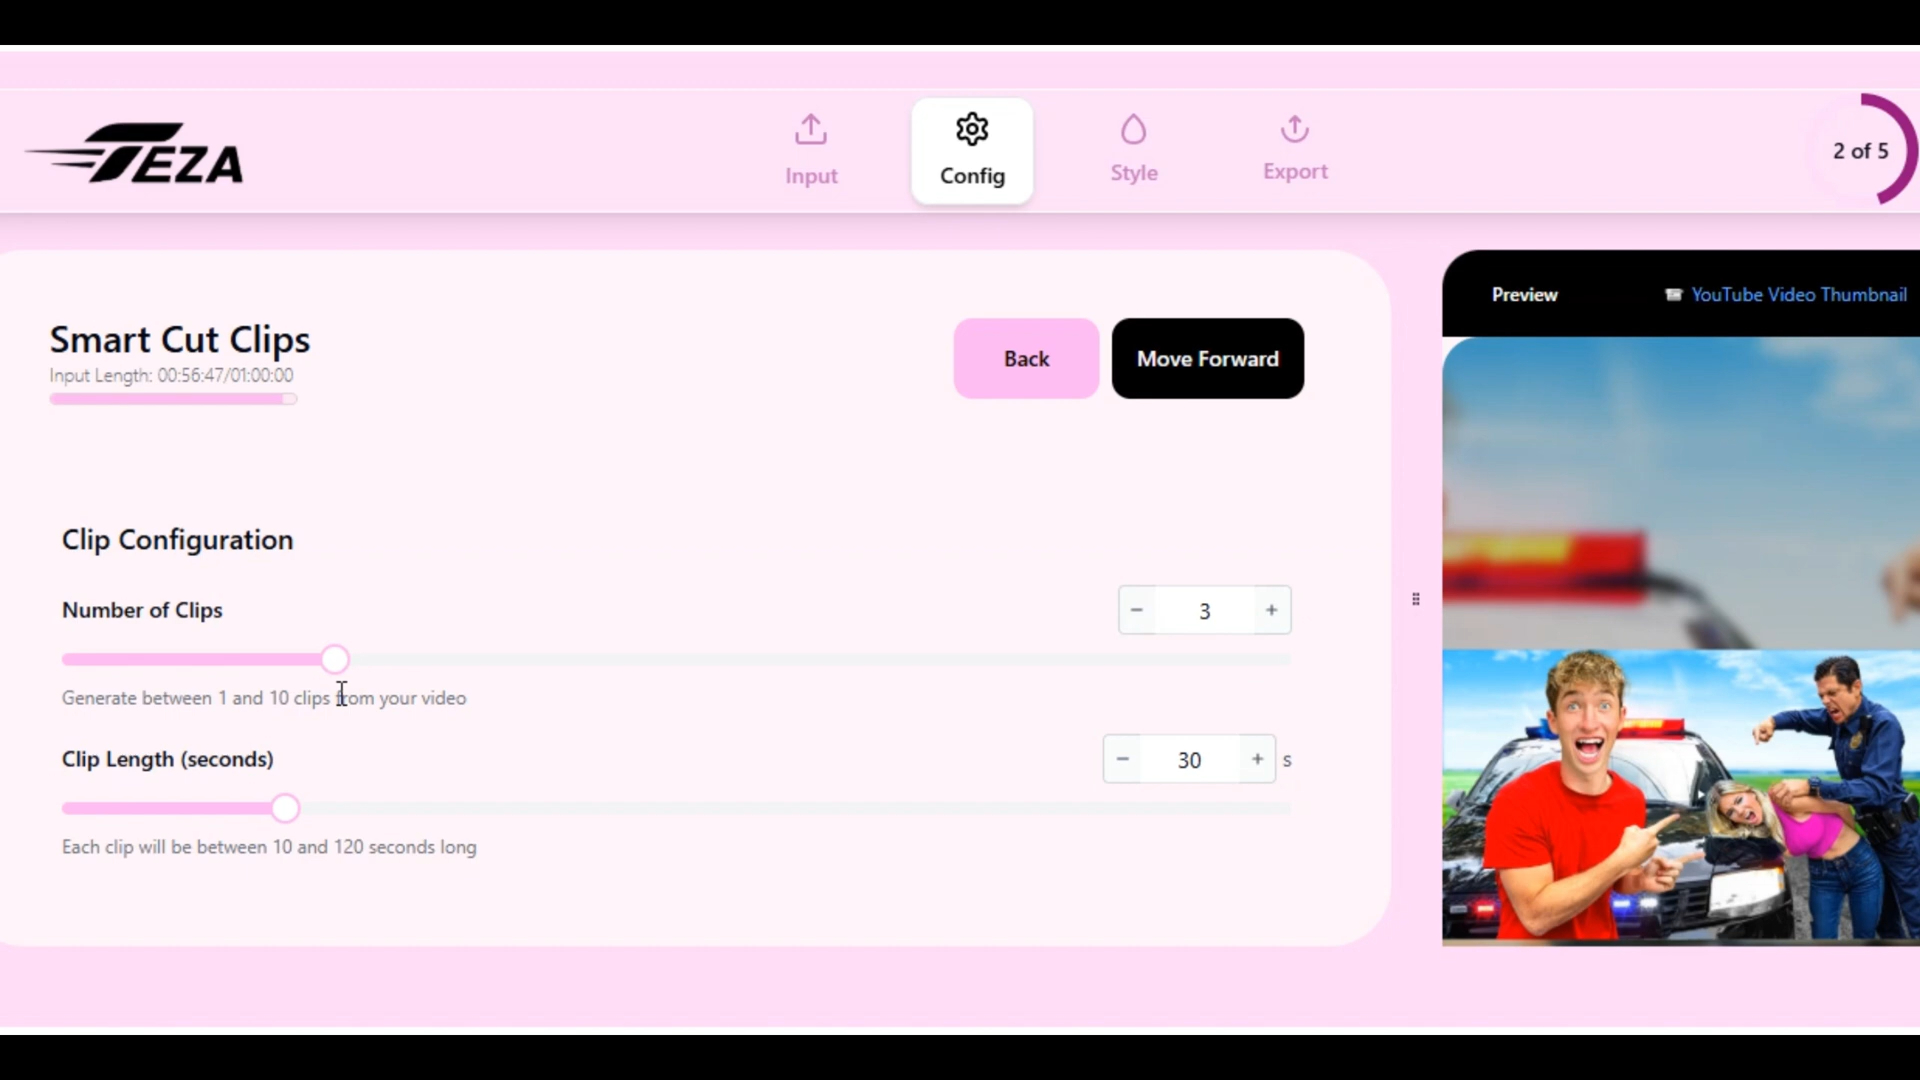 TEZA
Input
Config
Style
Export
2 of 5
Smart Cut Clips
Input Length: 00:56:47/01:00:00
Back
Move Forward
Preview
YouTube Video Thumbnail
Clip Configuration
Number of Clips
− 3 +
Generate between 1 and 10 clips from your video
Clip Length (seconds)
− 30 + s
Each clip will be between 10 and 120 seconds long